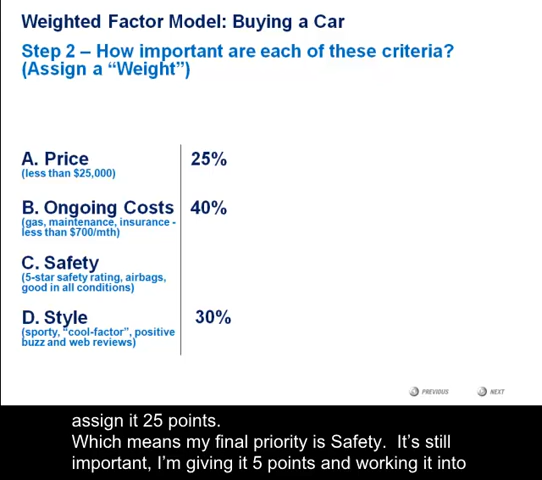 Weighted Factor Model: Buying a Car
Step 2 – How important are each of these criteria?
(Assign a “Weight”)
A. Price 25%
(less than $25,000)
B. Ongoing Costs 40%
(gas, maintenance, insurance -
less than $700/mth)
C. Safety
(5-star safety rating, airbags,
good in all conditions)
D. Style 30%
(sporty, “cool-factor”, positive
buzz and web reviews)
PREVIOUS NEXT
assign it 25 points.
Which means my final priority is Safety.  It’s still
important, I’m giving it 5 points and working it into